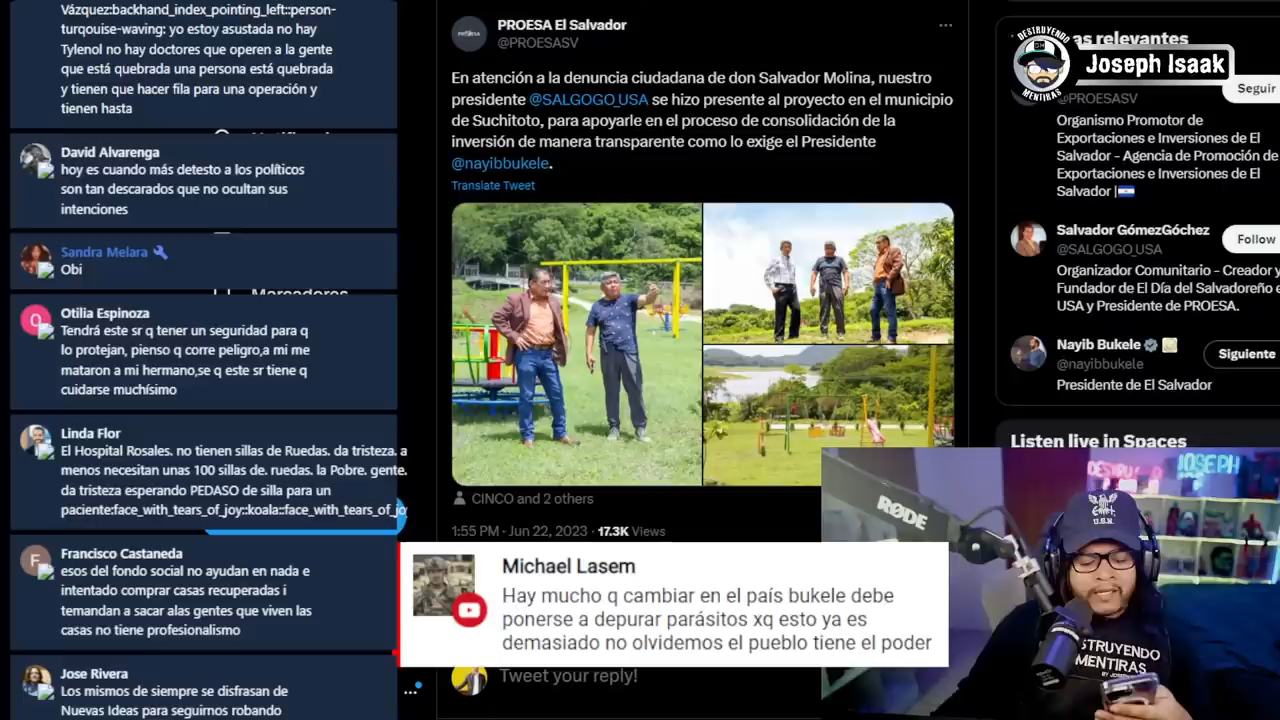 Vázquez:backhand_index_pointing_left::person-
turqouise-waving: yo estoy asustada no hay
Tylenol no hay doctores que operen a la gente
que está quebrada una persona está quebrada
y tienen que hacer fila para una operación y
tienen hasta
David Alvarenga
hoy es cuando más detesto a los políticos
son tan descarados que no ocultan sus
intenciones
Sandra Melara
Obi
Marcadores
Otilia Espinoza
Tendrá este sr q tener un seguridad para q
lo protejan, pienso q corre peligro,a mi me
mataron a mi hermano,se q este sr tiene q
cuidarse muchísimo
Linda Flor
El Hospital Rosales. no tienen sillas de Ruedas. da tristeza. a
menos necesitan unas 100 sillas de. ruedas. la Pobre. gente.
da tristeza esperando PEDASO de silla para un
paciente:face_with_tears_of_joy::koala::face_with_tears_of_jo
Francisco Castaneda
esos del fondo social no ayudan en nada e
intentado comprar casas recuperadas i
temandan a sacar alas gentes que viven las
casas no tiene profesionalismo
Jose Rivera
Los mismos de siempre se disfrasan de
Nuevas Ideas para seguirnos robando
PROESA El Salvador
@PROESASV
En atención a la denuncia ciudadana de don Salvador Molina, nuestro
presidente @SALGOGO_USA se hizo presente al proyecto en el municipio
de Suchitoto, para apoyarle en el proceso de consolidación de la
inversión de manera transparente como lo exige el Presidente
@nayibbukele.
Translate Tweet
CINCO and 2 others
1:55 PM · Jun 22, 2023 · 17.3K Views
Michael Lasem
Hay mucho q cambiar en el país bukele debe
ponerse a depurar parásitos xq esto ya es
demasiado no olvidemos el pueblo tiene el poder
Tweet your reply!
as relevantes
DESTRUYENDO
MENTIRAS
Joseph Isaak
Seguir
@PROESASV
Organismo Promotor de
Exportaciones e Inversiones de El
Salvador - Agencia de Promoción de
Exportaciones e Inversiones de El
Salvador |
Salvador GómezGóchez
@SALGOGO_USA
Follow
Organizador Comunitario - Creador y
Fundador de El Día del Salvadoreño e
USA y Presidente de PROESA.
Nayib Bukele
@nayibbukele
Siguiente
Presidente de El Salvador
Listen live in Spaces
RØDE
JOSEPH
STRUYENDO
MENTIRAS